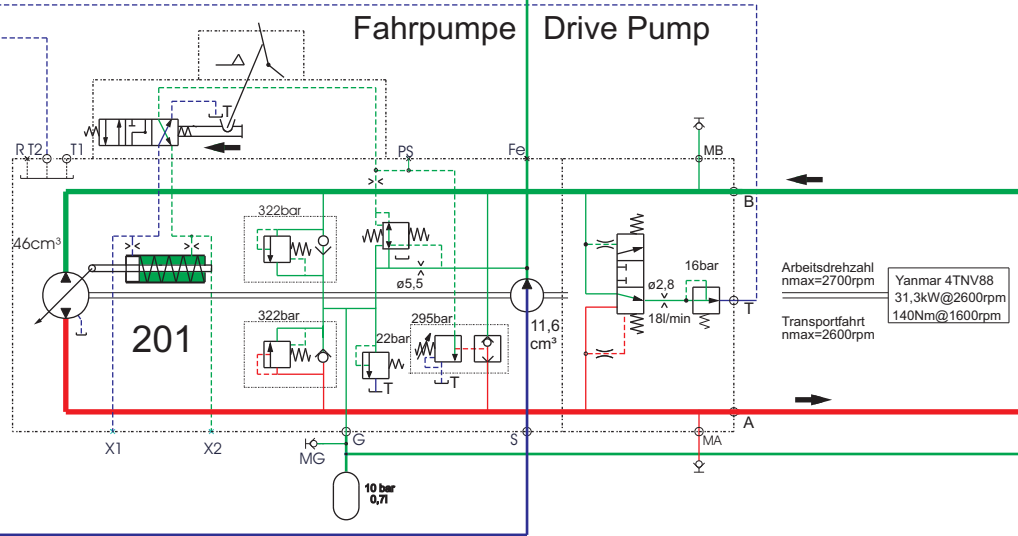 Fahrpumpe Drive Pump
T
R T2 T1
PS
Fe
MB
B
322bar
46cm³
16bar
Arbeitsdrehzahl
nmax=2700rpm
Yanmar 4TNV88
31,3kW@2600rpm
140Nm@1600rpm
ø5,5
ø2,8
T
18l/min
Transportfahrt
nmax=2600rpm
201
322bar
295bar
11,6
cm³
22bar
T
T
A
X1
X2
G
S
MA
MG
10 bar
0,7l